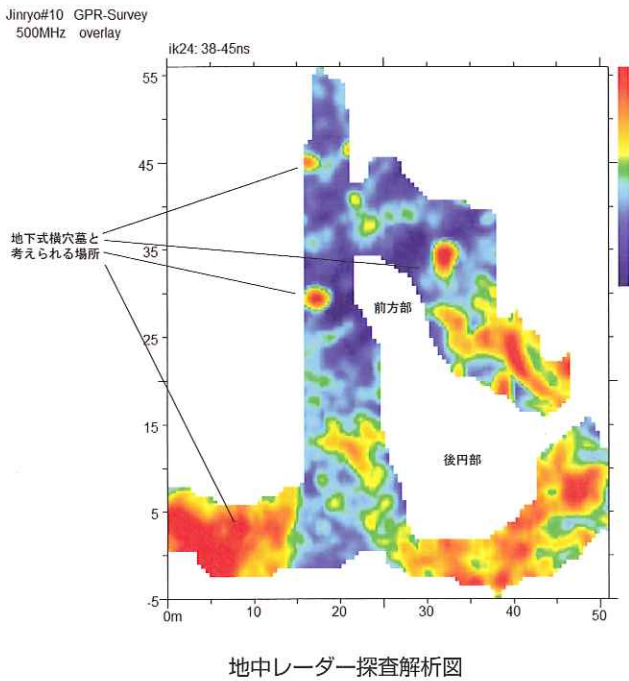 Jinryo#10 GPR-Survey
500MHz overlay
ik24: 38-45ns
55
45
35
25
15
5
-5
地下式横穴墓と
考えられる場所
前方部
後円部
0m 10 20 30 40 50
地中レーダー探査解析図